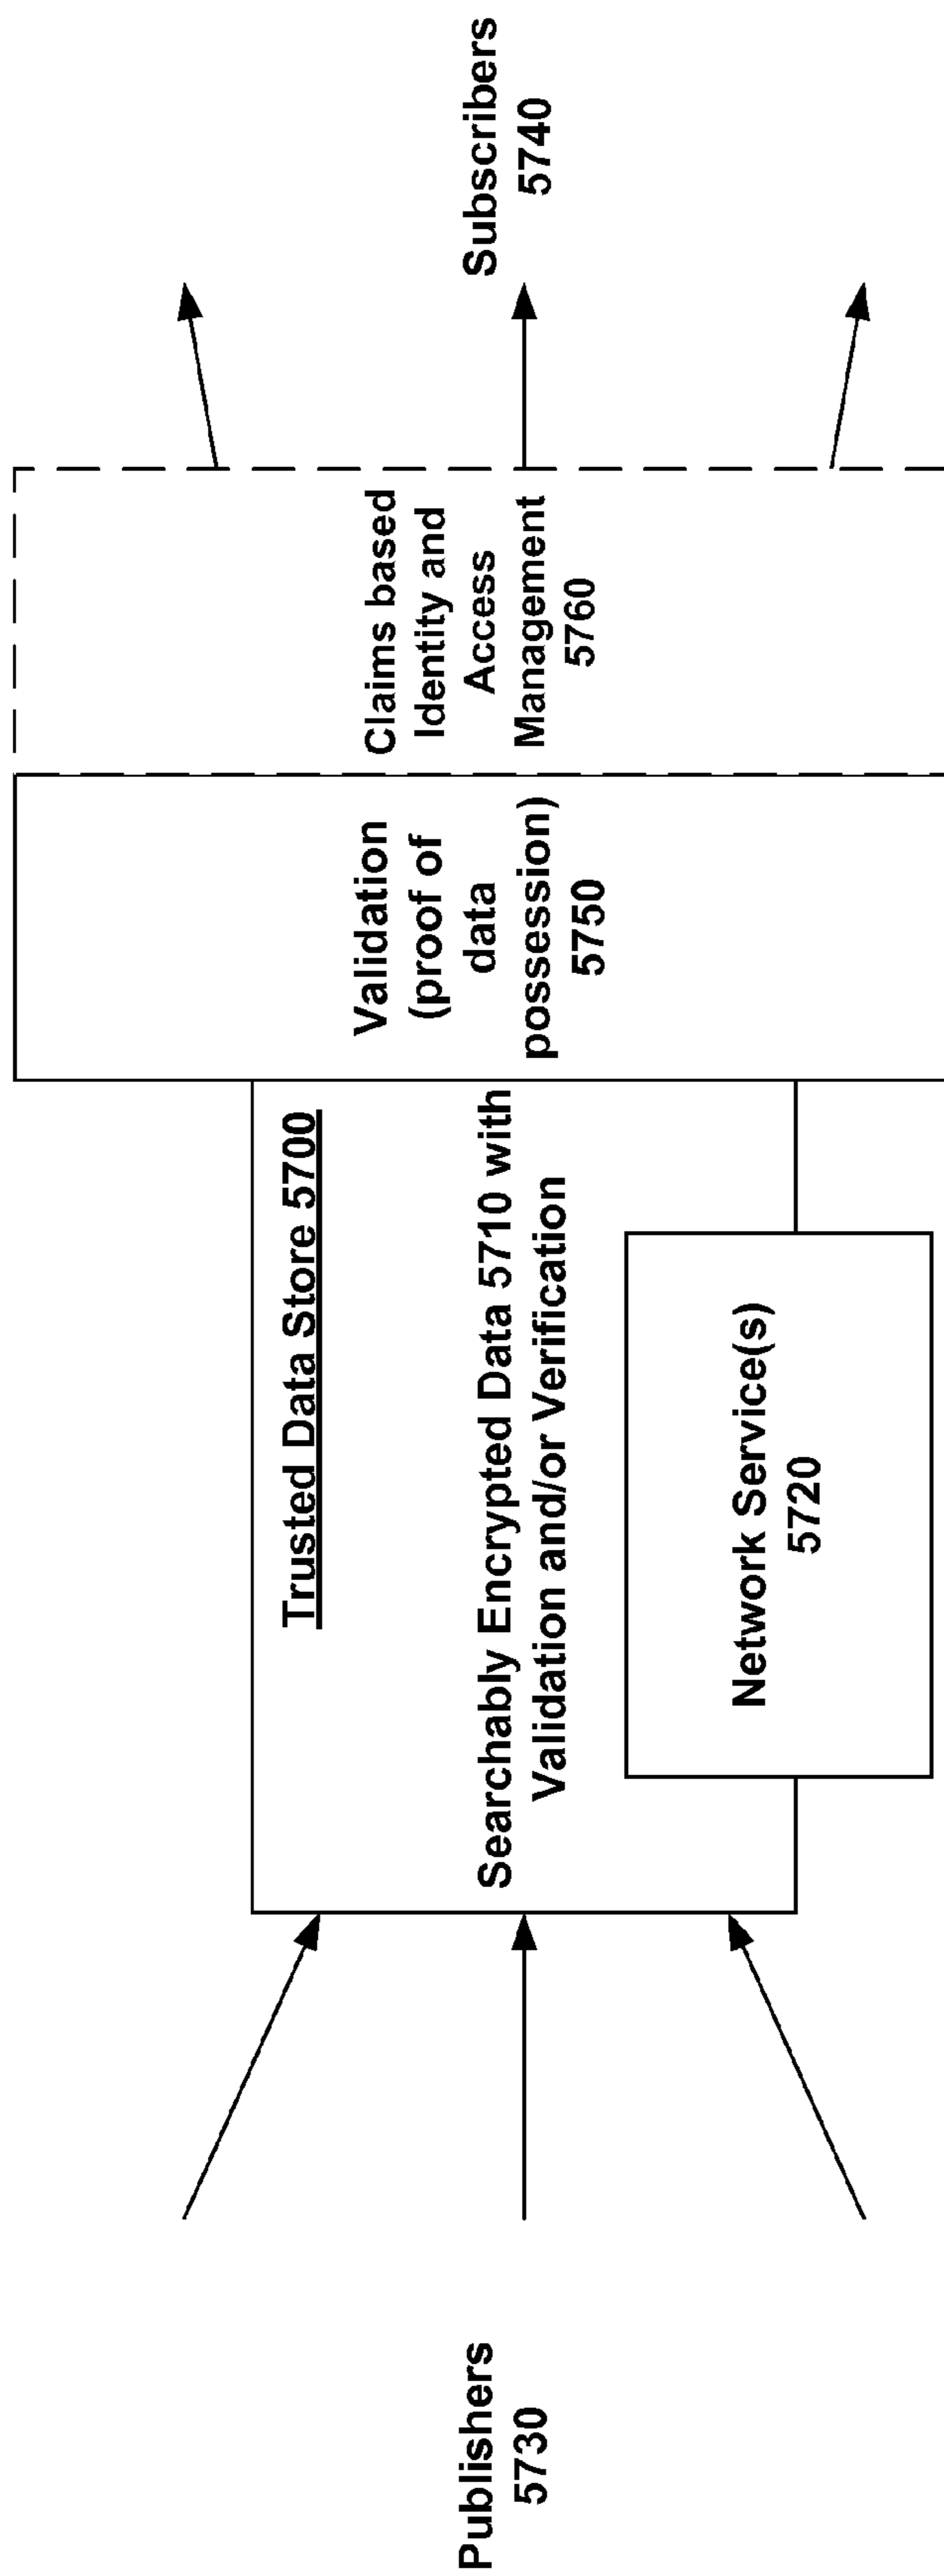 Publishers
5730
Trusted Data Store 5700
Searchably Encrypted Data 5710 with
Validation and/or Verification
Network Service(s)
5720
Validation
(proof of
data
possession)
5750
Claims based
Identity and
Access
Management
5760
Subscribers
5740